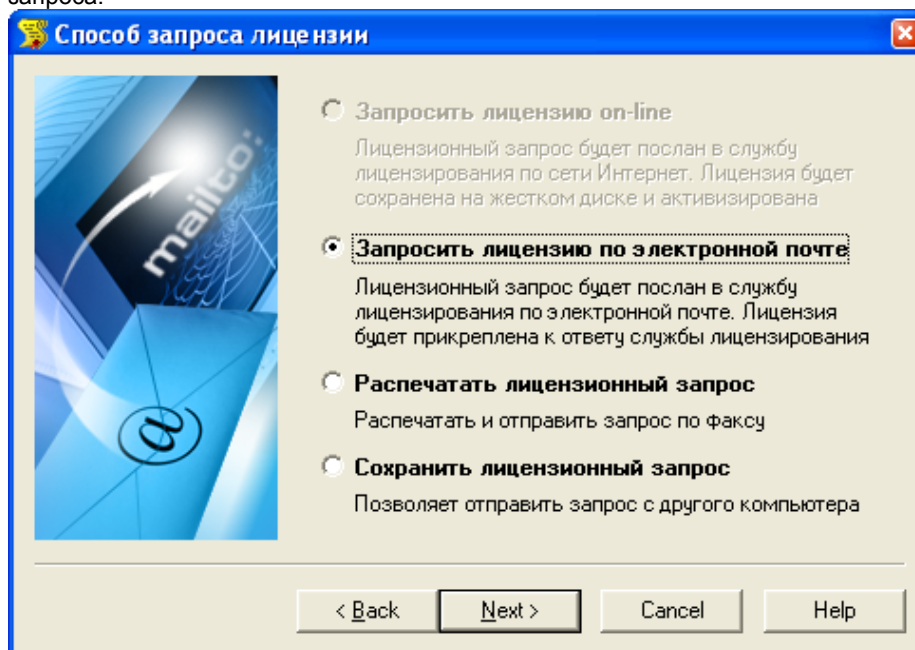 запроса.
Способ запроса лицензии
mailto:
@
Запросить лицензию on-line
Лицензионный запрос будет послан в службу
лицензирования по сети Интернет. Лицензия будет
сохранена на жестком диске и активизирована
Запросить лицензию по электронной почте
Лицензионный запрос будет послан в службу
лицензирования по электронной почте. Лицензия
будет прикреплена к ответу службы лицензирования
Распечатать лицензионный запрос
Распечатать и отправить запрос по факсу
Сохранить лицензионный запрос
Позволяет отправить запрос с другого компьютера
< Back Next > Cancel Help